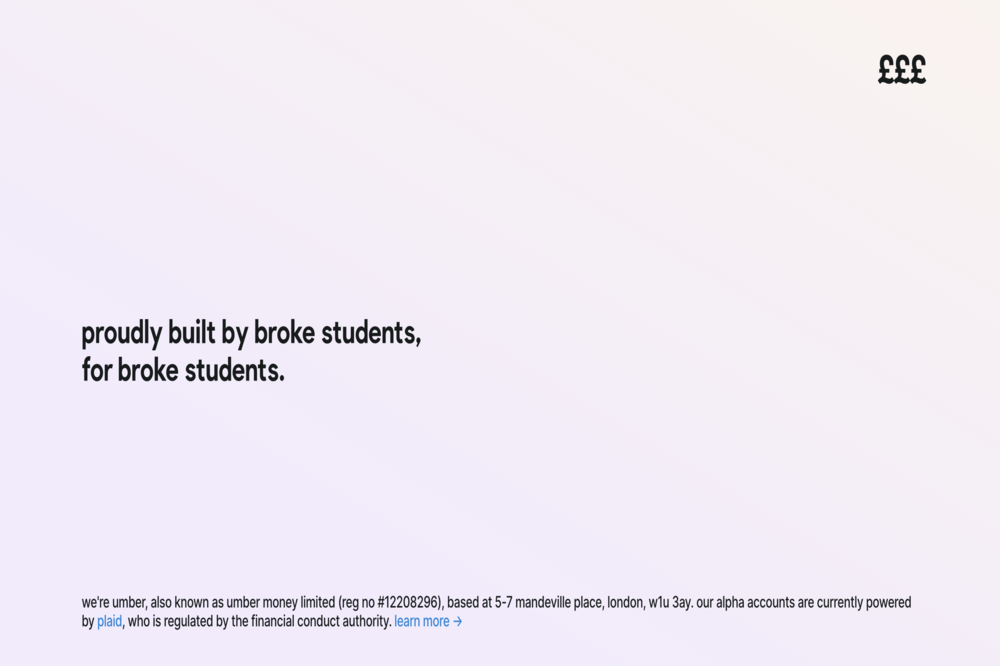 £££
proudly built by broke students,
for broke students.
we're umber, also known as umber money limited (reg no #12208296), based at 5-7 mandeville place, london, w1u 3ay. our alpha accounts are currently powered
by plaid, who is regulated by the financial conduct authority. learn more →